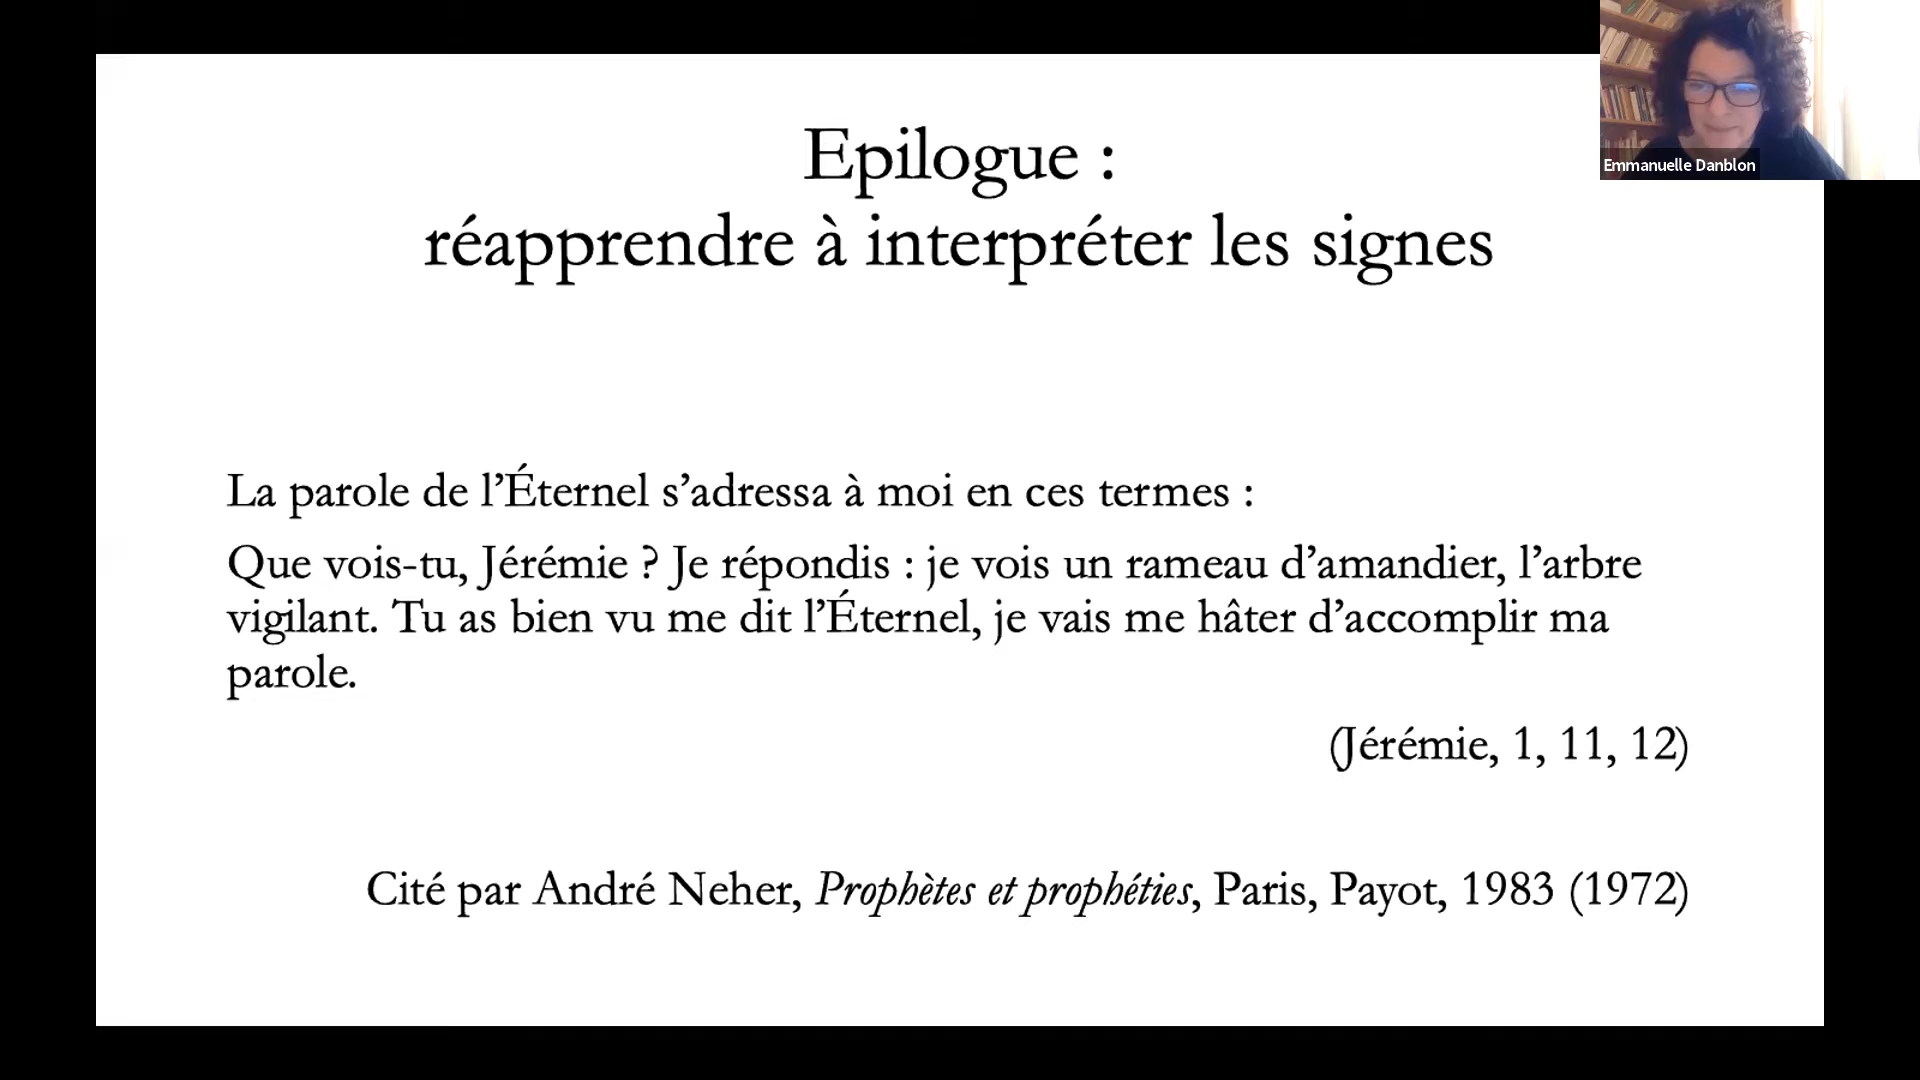 Epilogue :
réapprendre à interpréter les signes
La parole de l’Éternel s’adressa à moi en ces termes :
Que vois-tu, Jérémie ? Je répondis : je vois un rameau d’amandier, l’arbre
vigilant. Tu as bien vu me dit l’Éternel, je vais me hâter d’accomplir ma
parole.
(Jérémie, 1, 11, 12)
Cité par André Neher, Prophètes et prophéties, Paris, Payot, 1983 (1972)
Emmanuelle Danblon